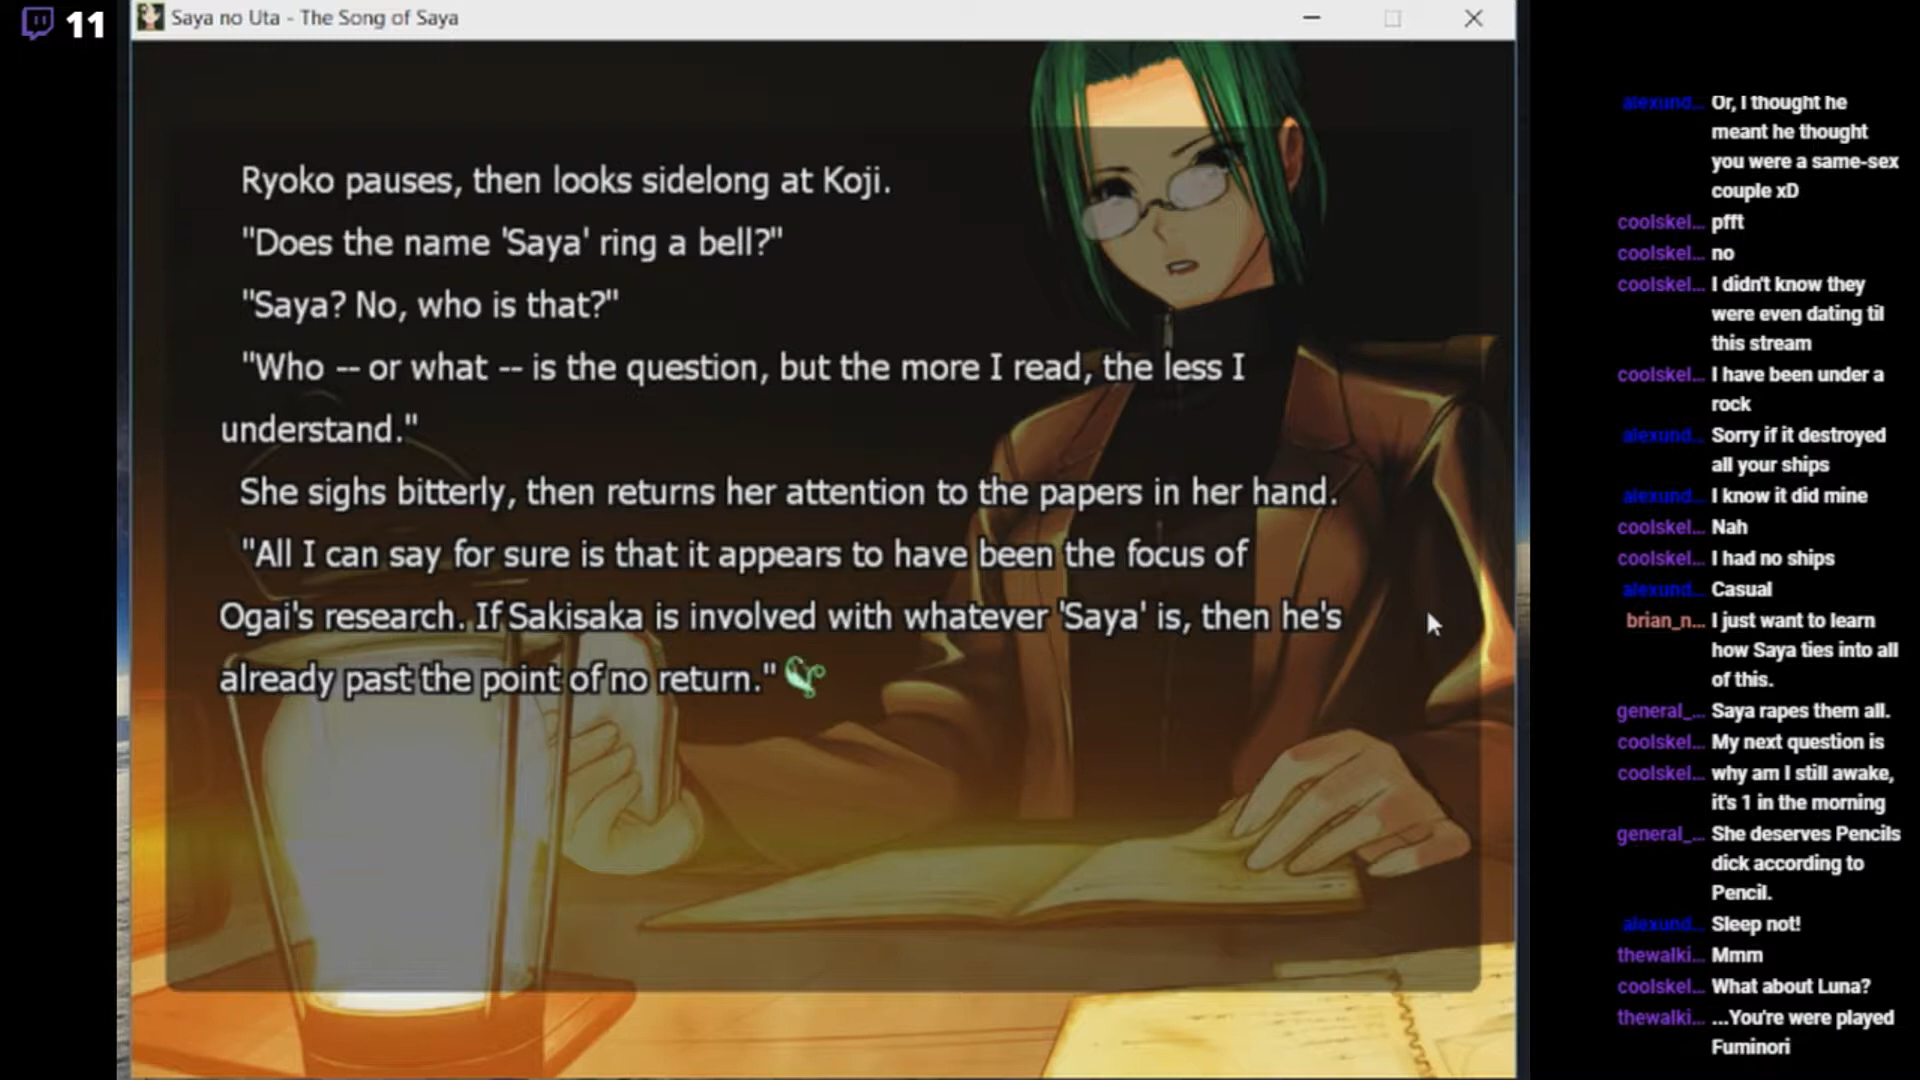 11
Saya no Uta - The Song of Saya
Ryoko pauses, then looks sidelong at Koji.
"Does the name 'Saya' ring a bell?"
"Saya? No, who is that?"
"Who -- or what -- is the question, but the more I read, the less I
understand."
She sighs bitterly, then returns her attention to the papers in her hand.
"All I can say for sure is that it appears to have been the focus of
Ogai's research. If Sakisaka is involved with whatever 'Saya' is, then he's
already past the point of no return."
alexund... Or, I thought he
meant he thought
you were a same-sex
couple xD
coolskel... pfft
coolskel... no
coolskel... I didn't know they
were even dating til
this stream
coolskel... I have been under a
rock
alexund... Sorry if it destroyed
all your ships
alexund... I know it did mine
coolskel... Nah
coolskel... I had no ships
alexund... Casual
brian_n... I just want to learn
how Saya ties into all
of this.
general_... Saya rapes them all.
coolskel... My next question is
coolskel... why am I still awake,
it's 1 in the morning
general_... She deserves Pencils
dick according to
Pencil.
alexund... Sleep not!
thewalki... Mmm
coolskel... What about Luna?
thewalki... ...You're were played
Fuminori